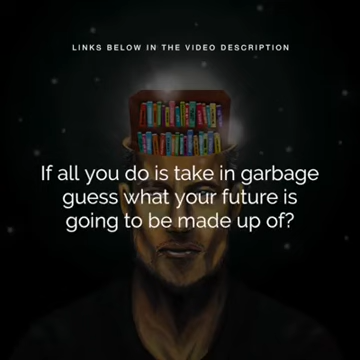 LINKS BELOW IN THE VIDEO DESCRIPTION
If all you do is take in garbage
guess what your future is
going to be made up of?